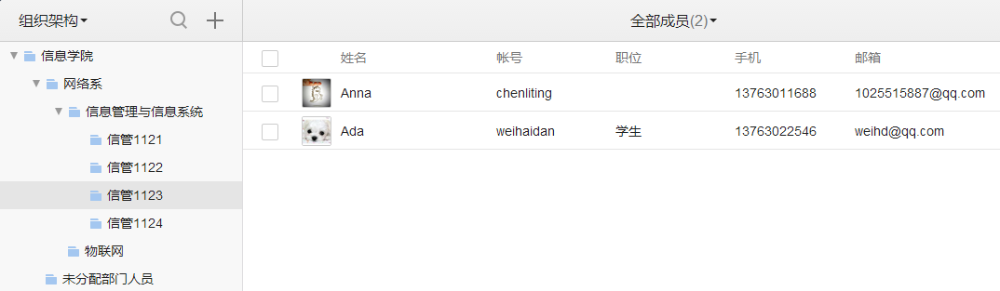 组织架构
全部成员(2)
信息学院
网络系
信息管理与信息系统
信管1121
信管1122
信管1123
信管1124
物联网
未分配部门人员
姓名 帐号 职位 手机 邮箱
Anna chenliting 13763011688 1025515887@qq.com
Ada weihaidan 学生 13763022546 weihd@qq.com